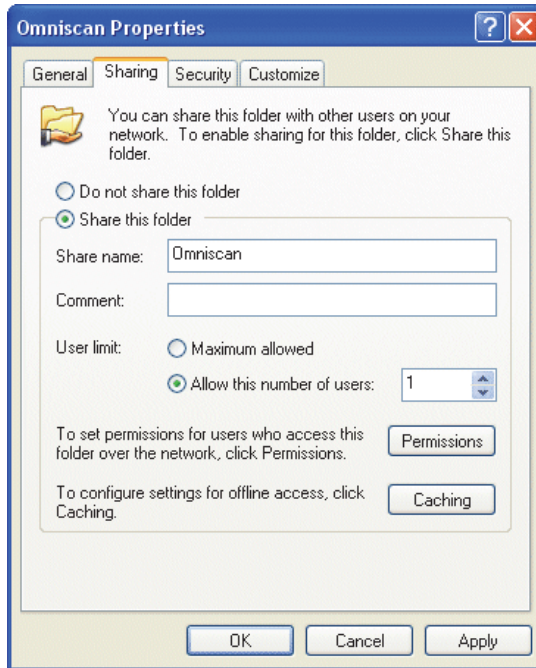 Omniscan Properties
General Sharing Security Customize
You can share this folder with other users on your
network. To enable sharing for this folder, click Share this
folder.
Do not share this folder
Share this folder
Share name: Omniscan
Comment:
User limit: Maximum allowed
Allow this number of users: 1
To set permissions for users who access this
folder over the network, click Permissions.
Permissions
To configure settings for offline access, click
Caching.
Caching
OK Cancel Apply